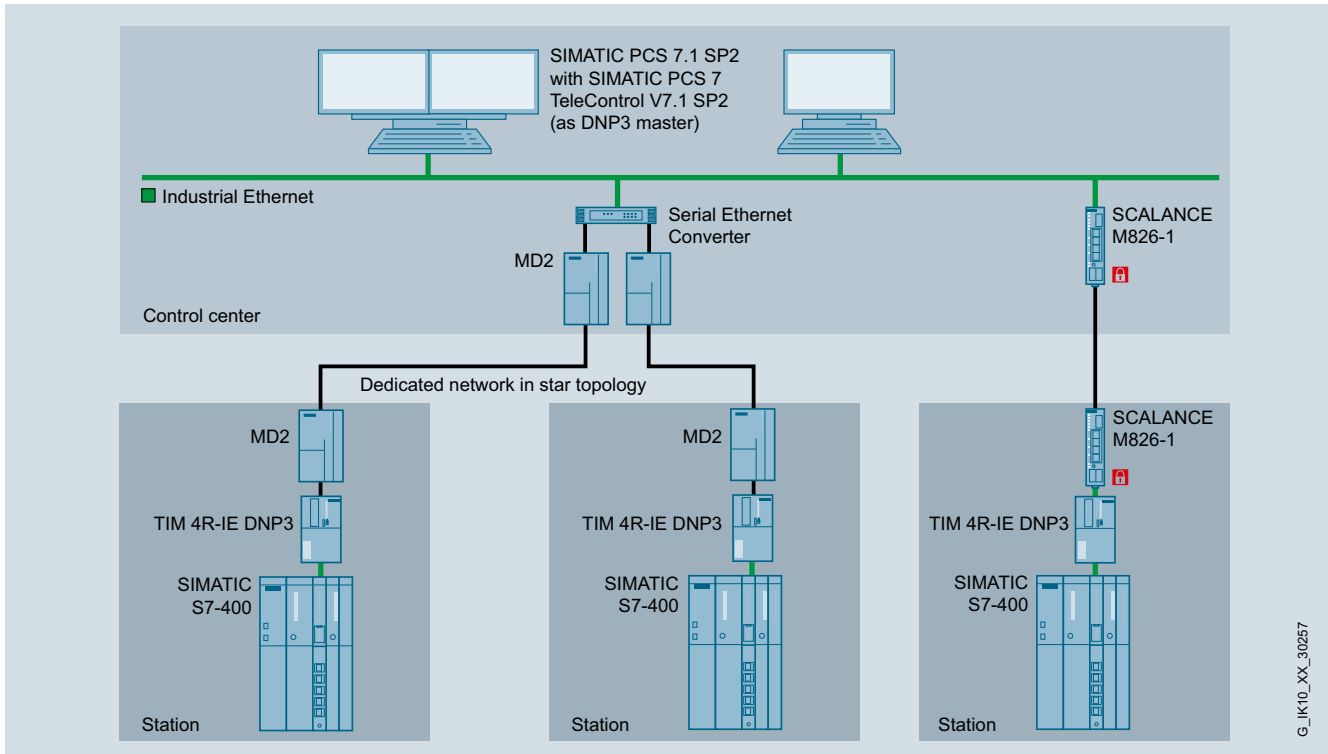 SIMATIC PCS 7.1 SP2
with SIMATIC PCS 7
TeleControl V7.1 SP2
(as DNP3 master)
Industrial Ethernet
Serial Ethernet
Converter
SCALANCE
M826-1
MD2
Control center
Dedicated network in star topology
MD2
TIM 4R-IE DNP3
SIMATIC
S7-400
Station
MD2
TIM 4R-IE DNP3
SIMATIC
S7-400
Station
SCALANCE
M826-1
TIM 4R-IE DNP3
SIMATIC
S7-400
Station
G_IK10_XX_30257